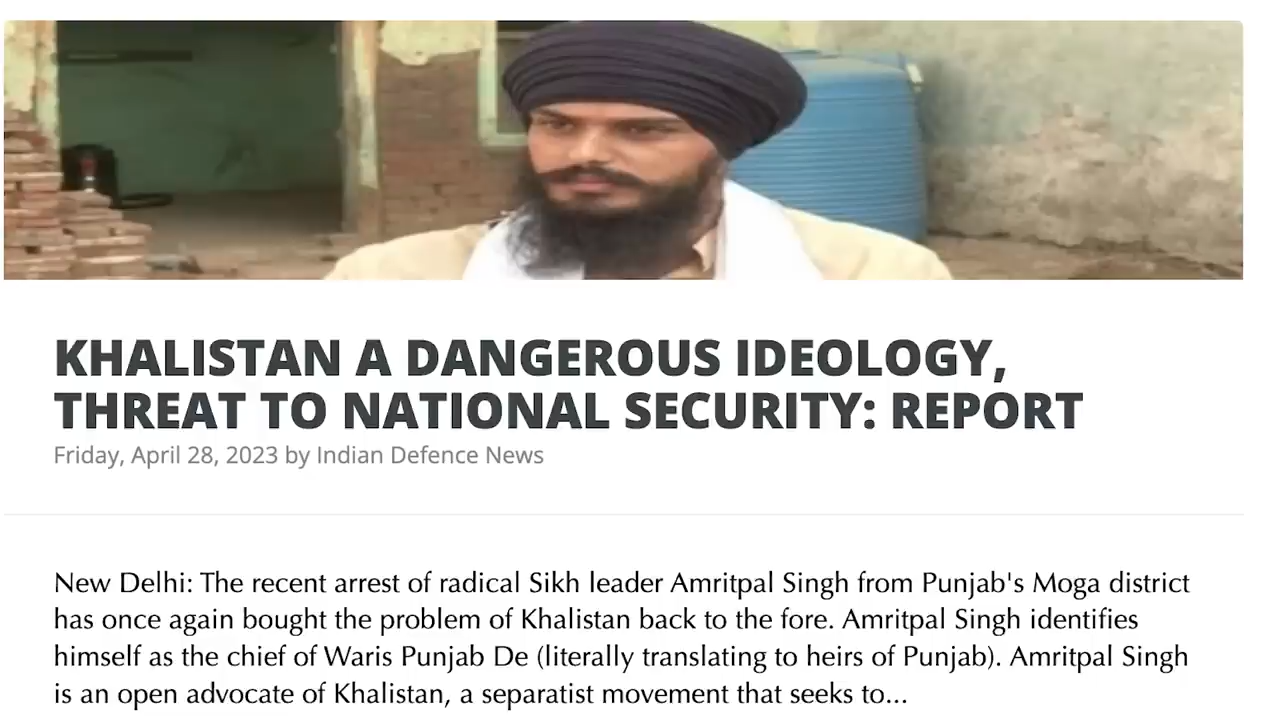 KHALISTAN A DANGEROUS IDEOLOGY,
THREAT TO NATIONAL SECURITY: REPORT
Friday, April 28, 2023 by Indian Defence News
New Delhi: The recent arrest of radical Sikh leader Amritpal Singh from Punjab's Moga district
has once again bought the problem of Khalistan back to the fore. Amritpal Singh identifies
himself as the chief of Waris Punjab De (literally translating to heirs of Punjab). Amritpal Singh
is an open advocate of Khalistan, a separatist movement that seeks to...